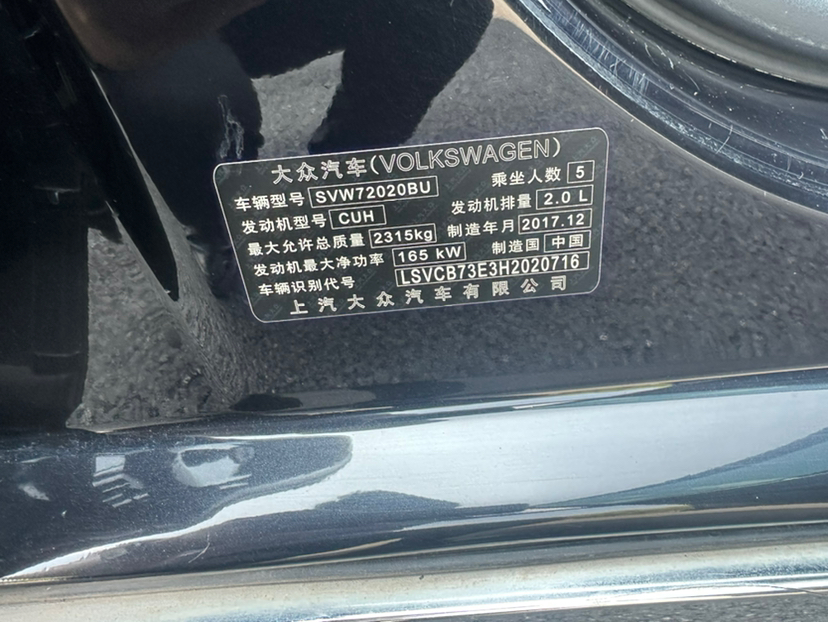 大众汽车(VOLKSWAGEN)
车辆型号 SVW72020BU 乘坐人数 5
发动机型号 CUH 发动机排量 2.0 L
最大允许总质量 2315kg 制造年月 2017.12
发动机最大净功率 165 kW 制造国 中国
车辆识别代号 LSVCB73E3H2020716
上汽大众汽车有限公司